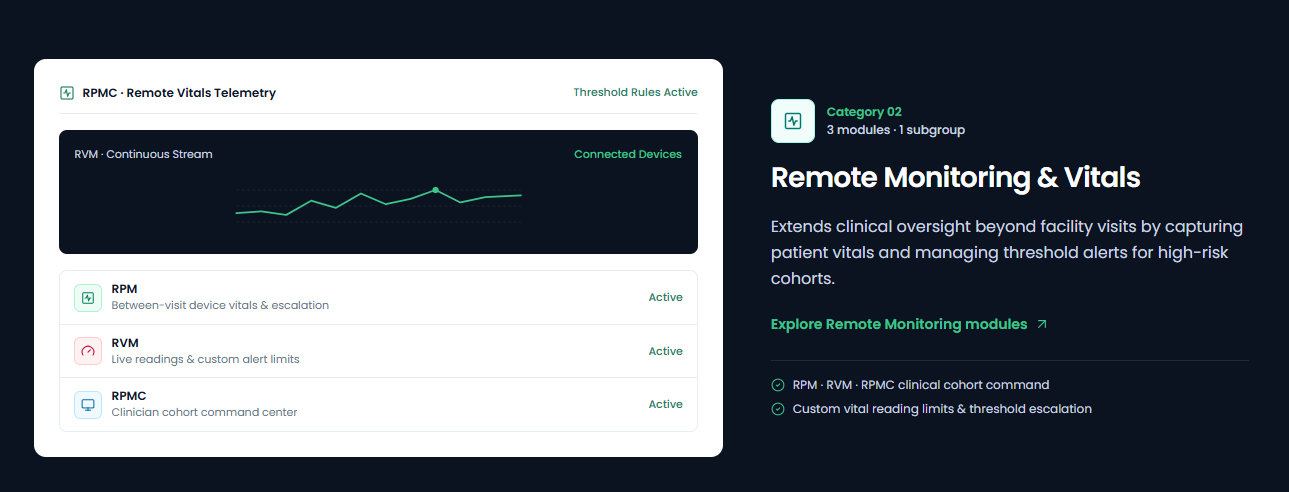 RPMC · Remote Vitals Telemetry
Threshold Rules Active
RVM · Continuous Stream
Connected Devices
RPM
Between-visit device vitals & escalation
Active
RVM
Live readings & custom alert limits
Active
RPMC
Clinician cohort command center
Active
Category 02
3 modules · 1 subgroup
Remote Monitoring & Vitals
Extends clinical oversight beyond facility visits by capturing
patient vitals and managing threshold alerts for high-risk
cohorts.
Explore Remote Monitoring modules
RPM · RVM · RPMC clinical cohort command
Custom vital reading limits & threshold escalation